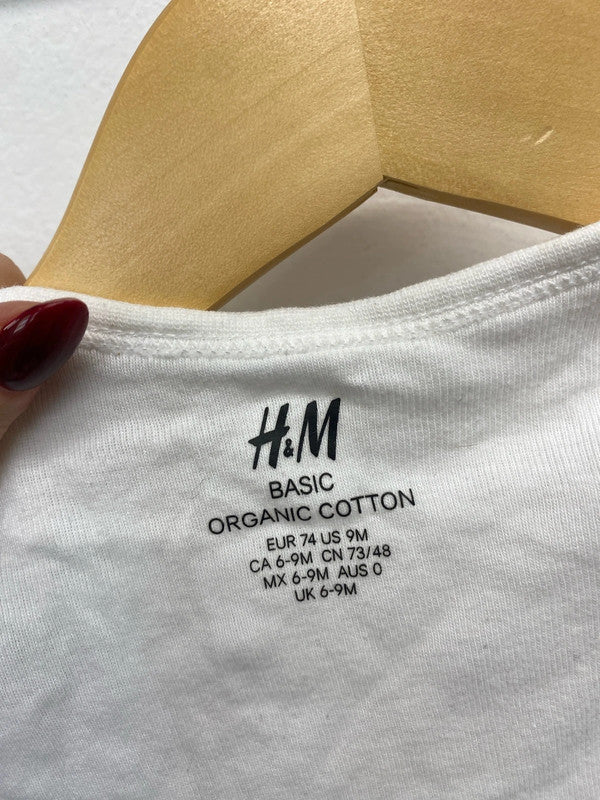 H&M
BASIC
ORGANIC COTTON
EUR 74 US 9M
CA 6-9M CN 73/48
MX 6-9M AUS 0
UK 6-9M